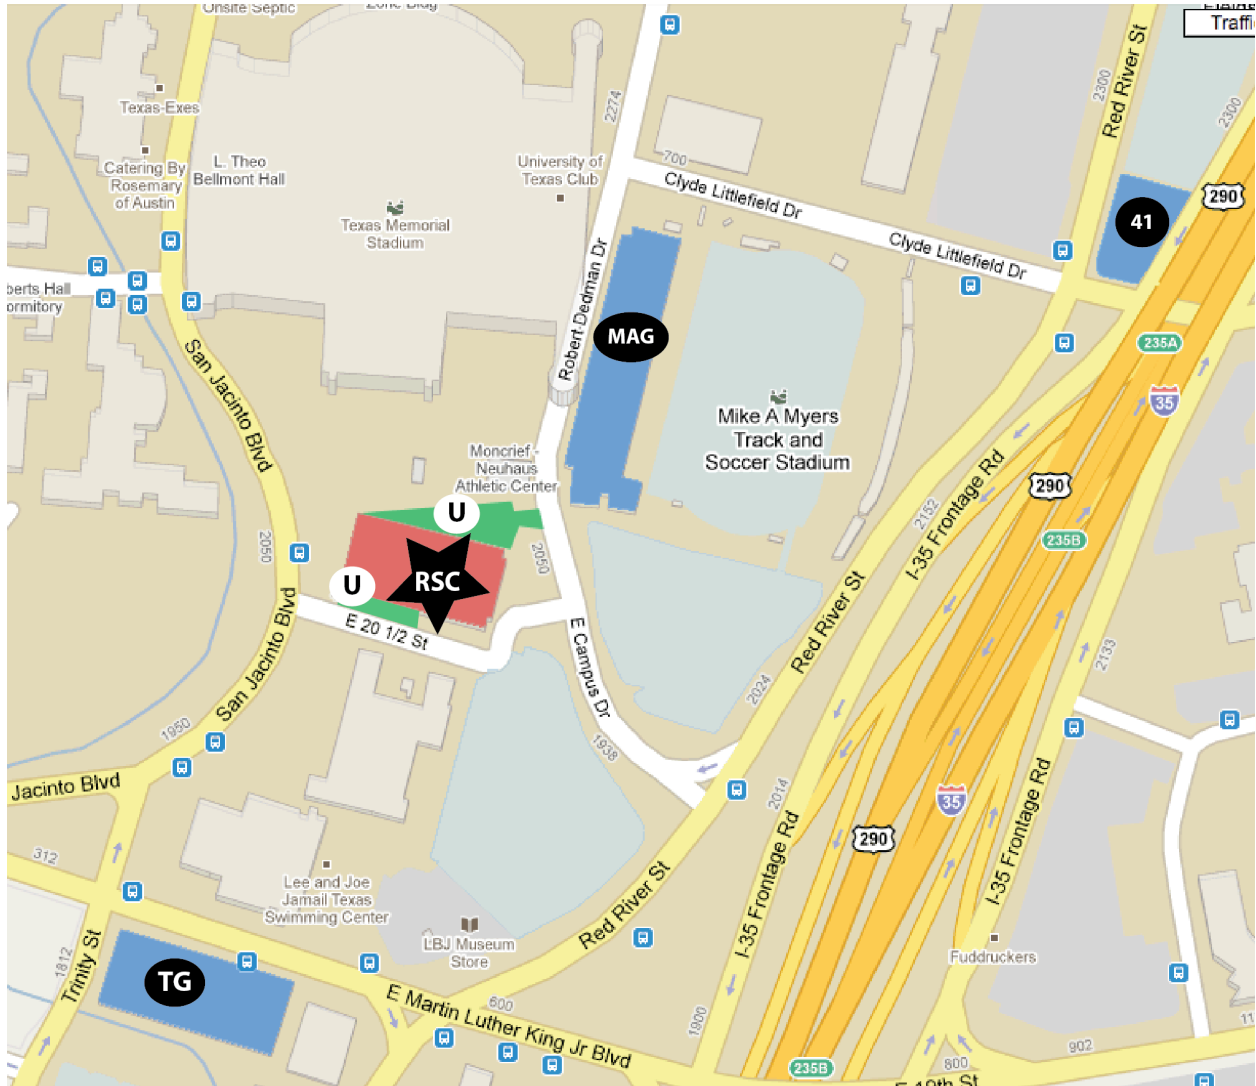 Onsite Septic
Zone Bldg
Traffi
Texas-Exes
Catering By
Rosemary
of Austin
L. Theo
Bellmont Hall
Texas Memorial
Stadium
University of
Texas Club
2274
700
Clyde Littlefield Dr
Clyde Littlefield Dr
2300
Red River St
2300
290
41
berts Hall
ormitory
Robert-Dedman Dr
MAG
235A
35
San Jacinto Blvd
Mike A Myers
Track and
Soccer Stadium
Moncrief -
Neuhaus
Athletic Center
290
2152
I-35 Frontage Rd
235B
U
2050
2050
U
RSC
E 20 1/2 St
San Jacinto Blvd
E Campus Dr
Red River St
2133
2024
1950
1938
Jacinto Blvd
2014
35
290
I-35 Frontage Rd
I-35 Frontage Rd
312
Lee and Joe
Jamail Texas
Swimming Center
Red River St
LBJ Museum
Store
Fuddruckers
1812
Trinity St
TG
E Martin Luther King Jr Blvd
600
1900
235B
800
902
11
E 19th St